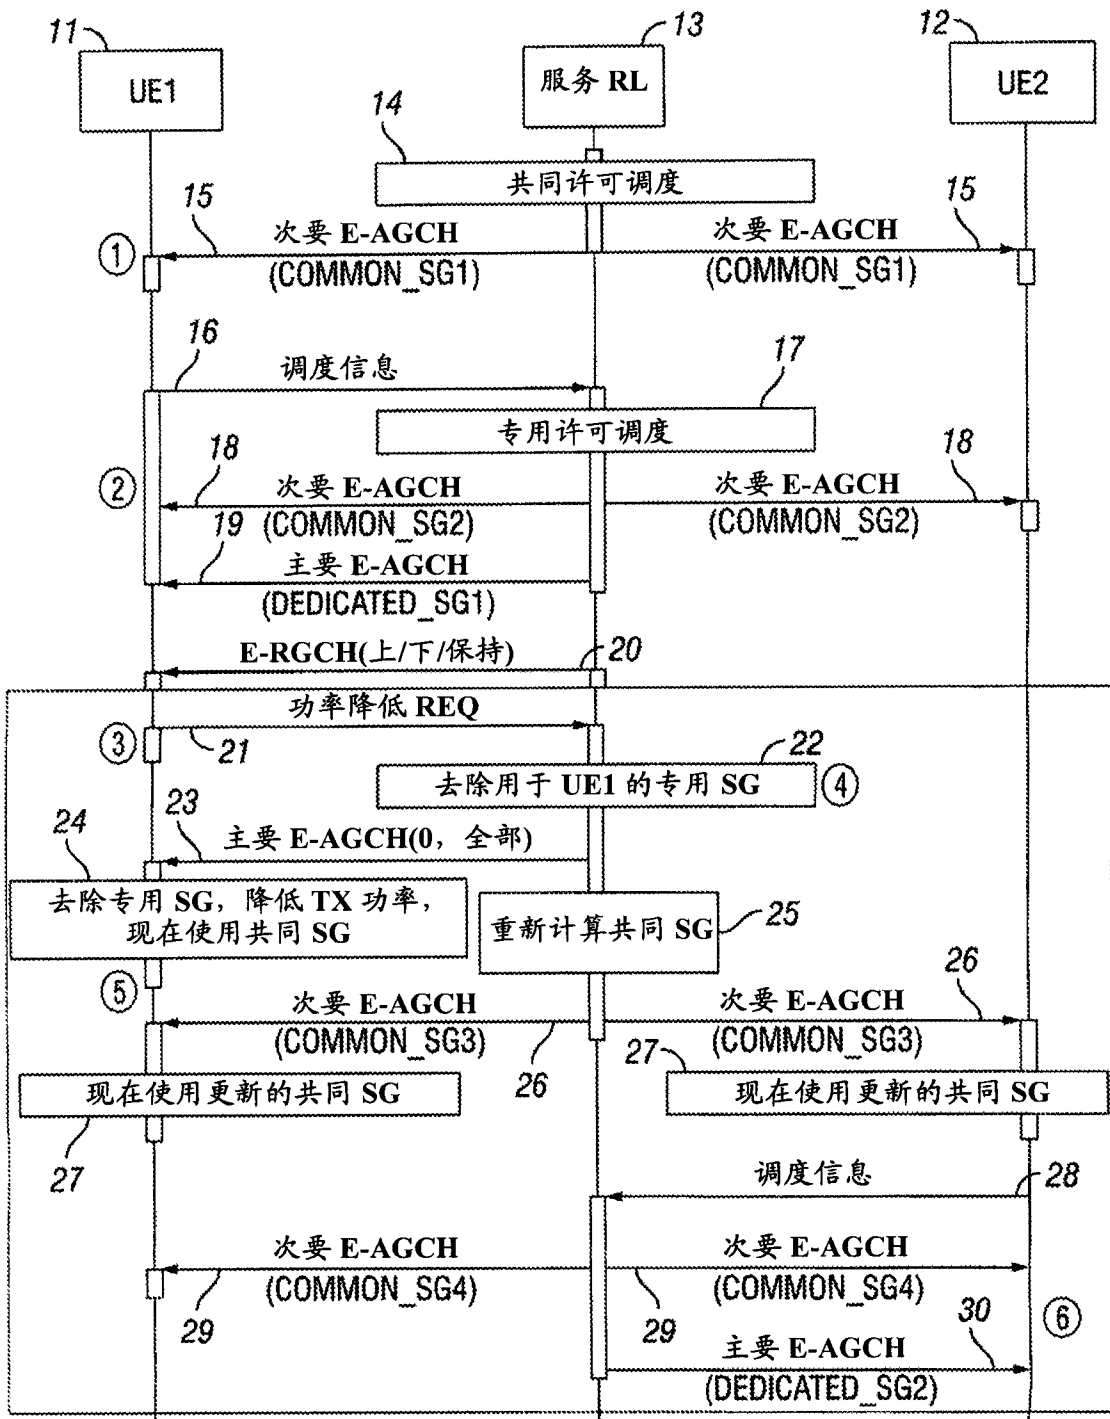 11
13
12
UE1
服务 RL
UE2
14
共同许可调度
15
15
次要 E-AGCH
次要 E-AGCH
①
(COMMON_SG1)
(COMMON_SG1)
16
调度信息
17
专用许可调度
18
18
②
次要 E-AGCH
次要 E-AGCH
(COMMON_SG2)
(COMMON_SG2)
19
主要 E-AGCH
(DEDICATED_SG1)
E-RGCH(上/下/保持)
20
功率降低 REQ
③
21
22
去除用于 UE1 的专用 SG
④
23
主要 E-AGCH(0，全部)
24
去除专用 SG，降低 TX 功率，
现在使用共同 SG
重新计算共同 SG
25
⑤
次要 E-AGCH
次要 E-AGCH
26
(COMMON_SG3)
26
(COMMON_SG3)
27
现在使用更新的共同 SG
现在使用更新的共同 SG
27
调度信息
28
次要 E-AGCH
次要 E-AGCH
(COMMON_SG4)
(COMMON_SG4)
29
29
⑥
主要 E-AGCH
30
(DEDICATED_SG2)